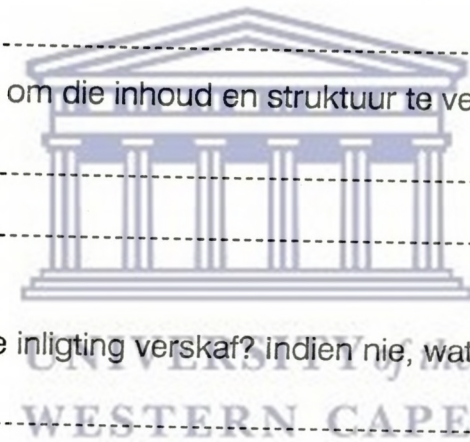 om die inhoud en struktuur te ve
e inligting verskaf? Indien nie, wat
UNIVERSITY of the
WESTERN CAPE